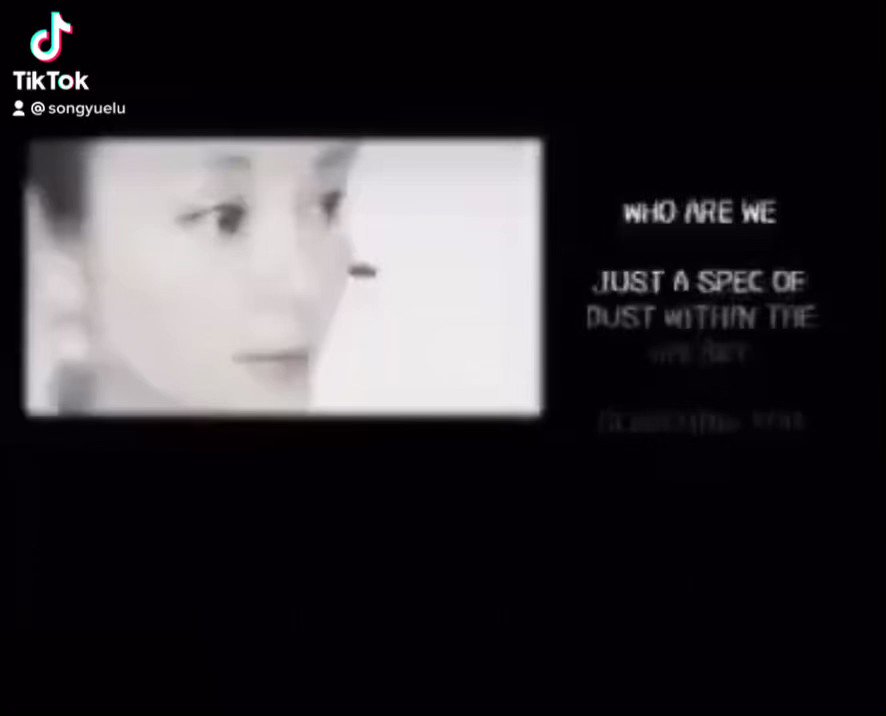 TikTok
@songyuelu
WHO ARE WE
JUST A SPEC OF
DUST WITHIN THE